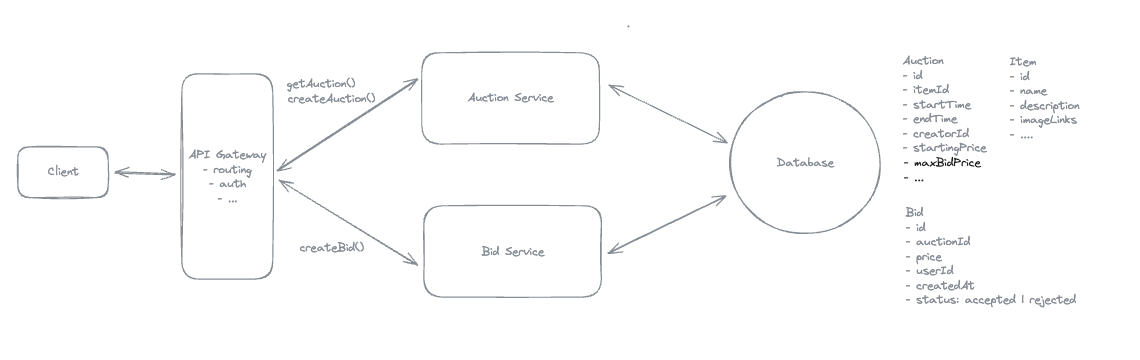 Client
API Gateway
- routing
- auth
- ...
getAuction()
createAuction()
createBid()
Auction Service
Bid Service
Database
Auction
- id
- itemId
- startTime
- endTime
- creatorId
- startingPrice
- maxBidPrice
- ...
Item
- id
- name
- description
- imageLinks
- ....
Bid
- id
- auctionId
- price
- userId
- createdAt
- status: accepted | rejected